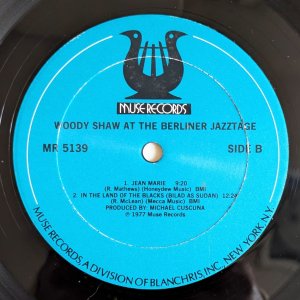 MUSE RECORDS
WOODY SHAW AT THE BERLINER JAZZTAGE
MR 5139 SIDE B
1. JEAN MARIE 9:20
(R. Mathews) (Honeydew Music) BMI
2. IN THE LAND OF THE BLACKS (BILAD AS SUDAN) 12:20
(R. McLean) (Mecca Music) BMI
PRODUCED BY: MICHAEL CUSCUNA
℗ 1977 Muse Records
MUSE RECORDS, A DIVISION OF BLANCHRIS, INC. NEW YORK, N.Y.